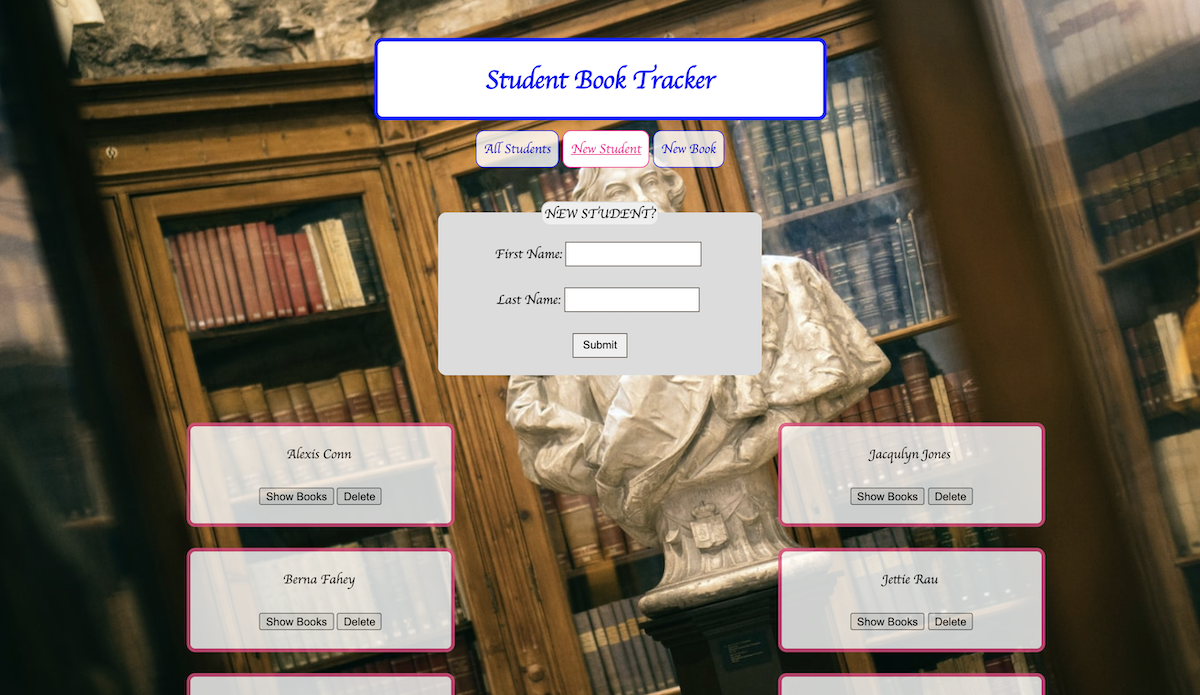 Student Book Tracker
All Students New Student New Book
NEW STUDENT?
First Name:
Last Name:
Submit
Alexis Conn
Show Books Delete
Jacqulyn Jones
Show Books Delete
Berna Fahey
Show Books Delete
Jettie Rau
Show Books Delete